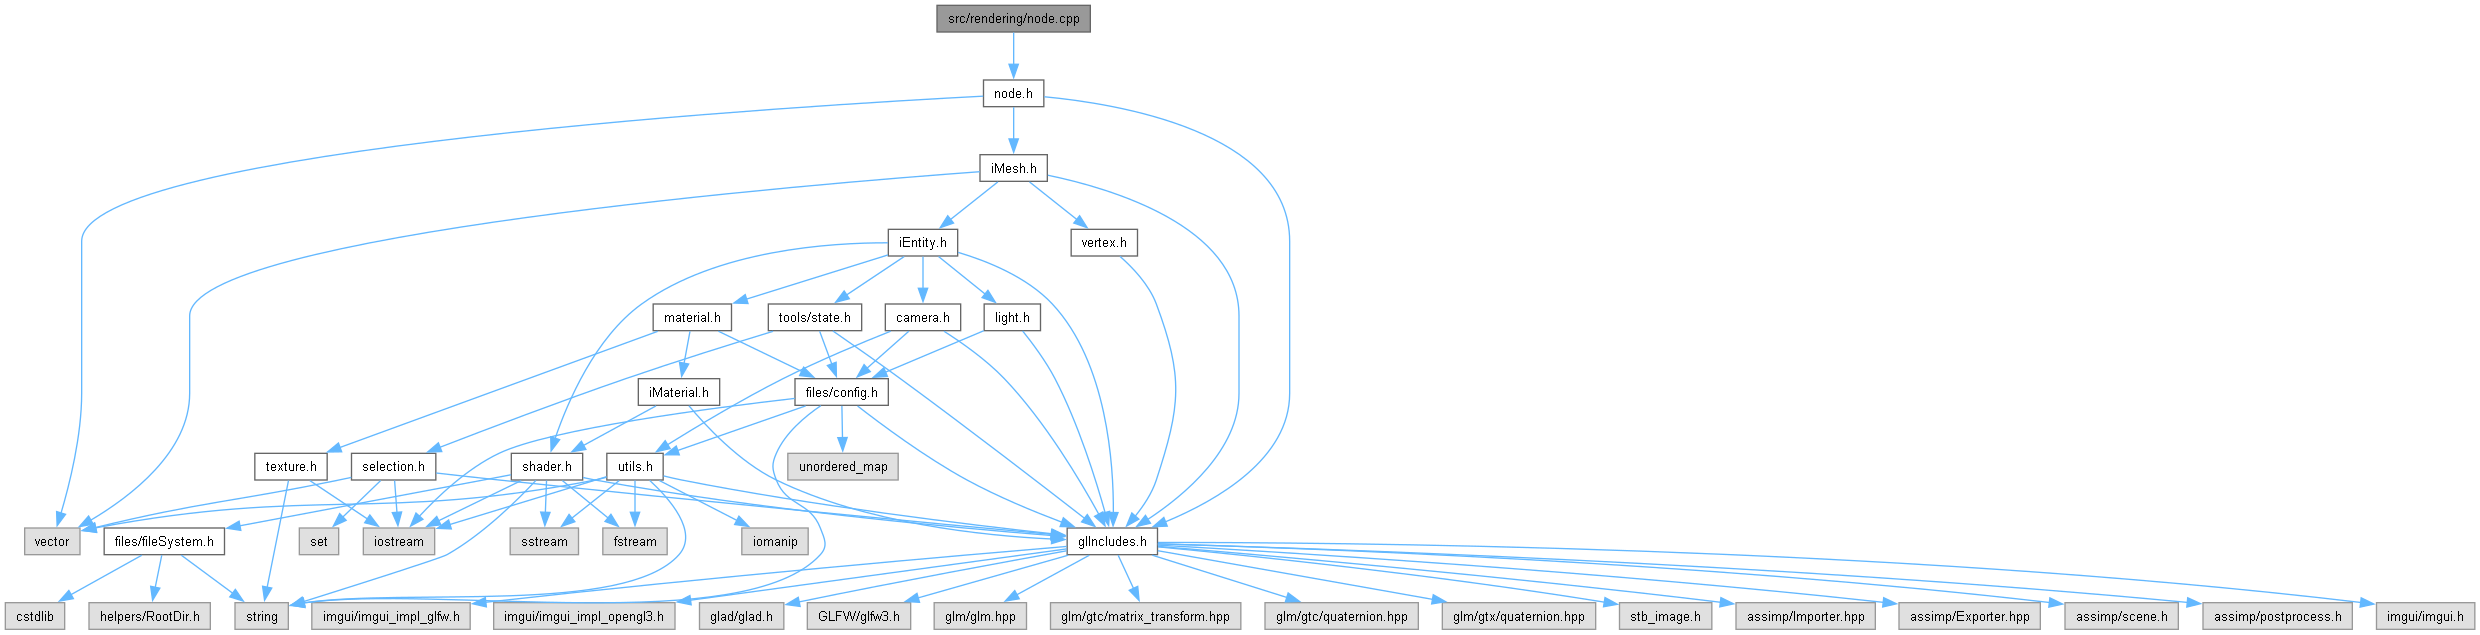 src/rendering/node.cpp
node.h
iMesh.h
iEntity.h
vertex.h
material.h
tools/state.h
camera.h
light.h
iMaterial.h
files/config.h
texture.h
selection.h
shader.h
utils.h
unordered_map
vector
files/fileSystem.h
set
iostream
sstream
fstream
iomanip
glIncludes.h
cstdlib
helpers/RootDir.h
string
imgui/imgui_impl_glfw.h
imgui/imgui_impl_opengl3.h
glad/glad.h
GLFW/glfw3.h
glm/glm.hpp
glm/gtc/matrix_transform.hpp
glm/gtc/quaternion.hpp
glm/gtx/quaternion.hpp
stb_image.h
assimp/Importer.hpp
assimp/Exporter.hpp
assimp/scene.h
assimp/postprocess.h
imgui/imgui.h